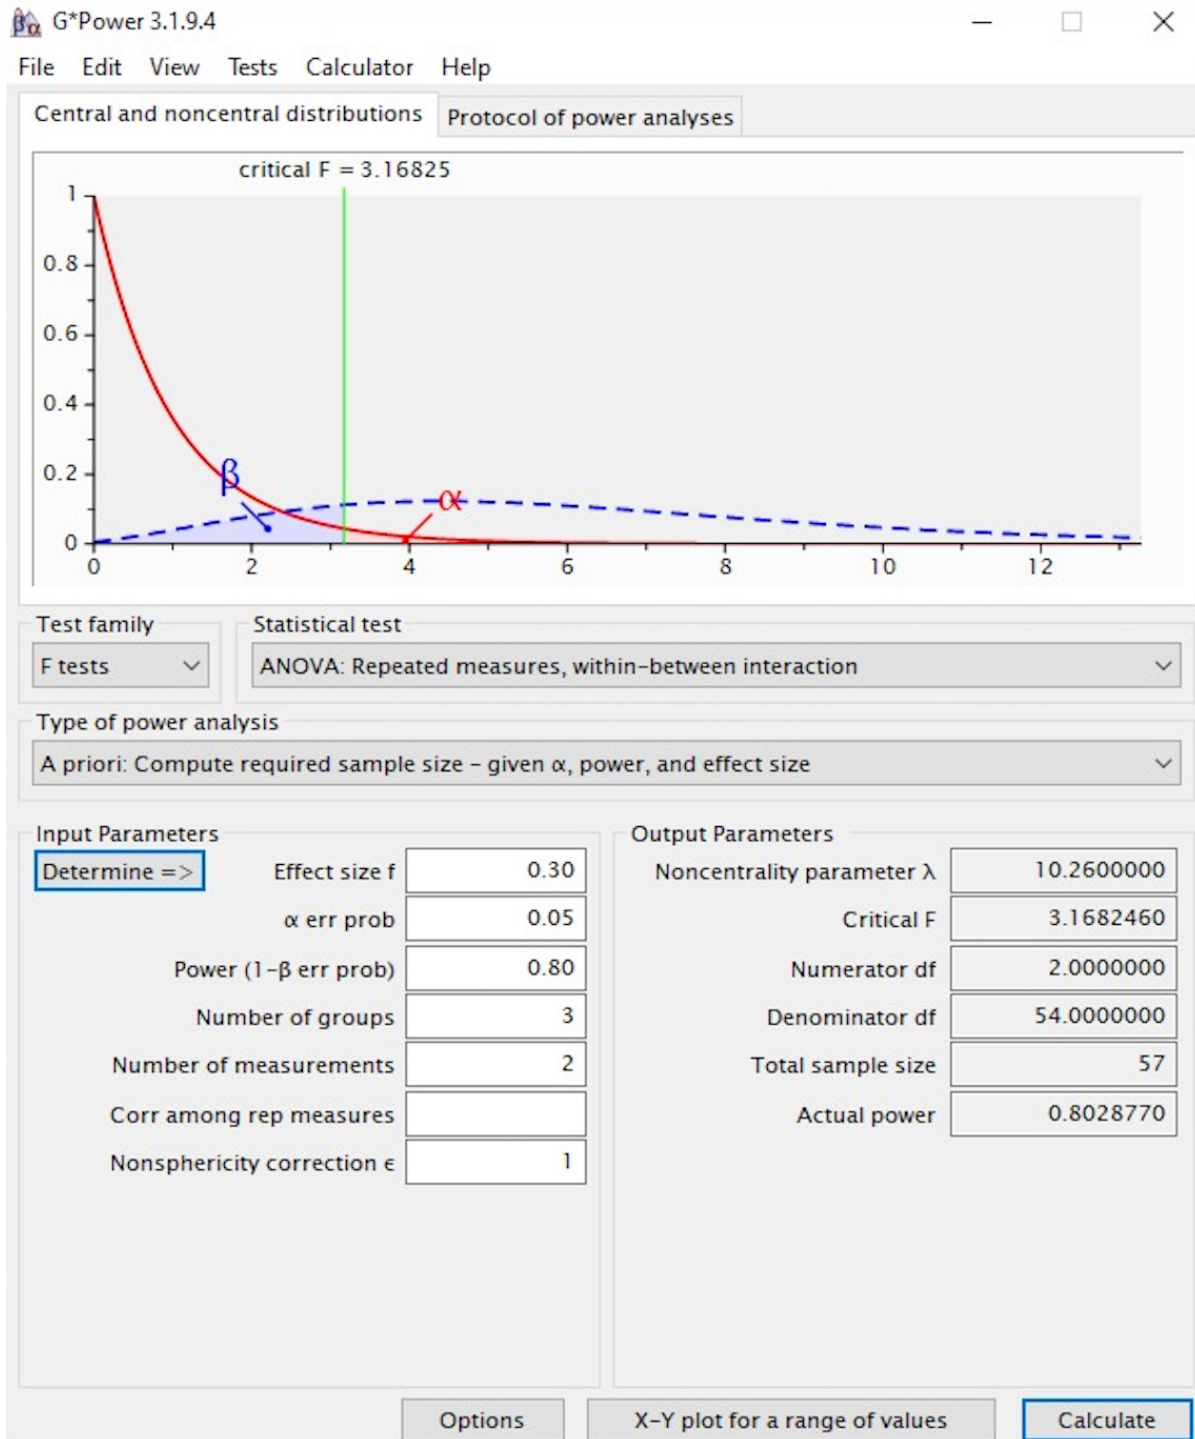 G*Power 3.1.9.4
File Edit View Tests Calculator Help
Central and noncentral distributions Protocol of power analyses
critical F = 3.16825
1
0.8
0.6
0.4
0.2
0
β
α
0 2 4 6 8 10 12
Test family Statistical test
F tests ANOVA: Repeated measures, within-between interaction
Type of power analysis
A priori: Compute required sample size - given α, power, and effect size
Input Parameters Output Parameters
Determine => Effect size f 0.30 Noncentrality parameter λ 10.2600000
α err prob 0.05 Critical F 3.1682460
Power (1-β err prob) 0.80 Numerator df 2.0000000
Number of groups 3 Denominator df 54.0000000
Number of measurements 2 Total sample size 57
Corr among rep measures Actual power 0.8028770
Nonsphericity correction ϵ 1
Options X-Y plot for a range of values Calculate